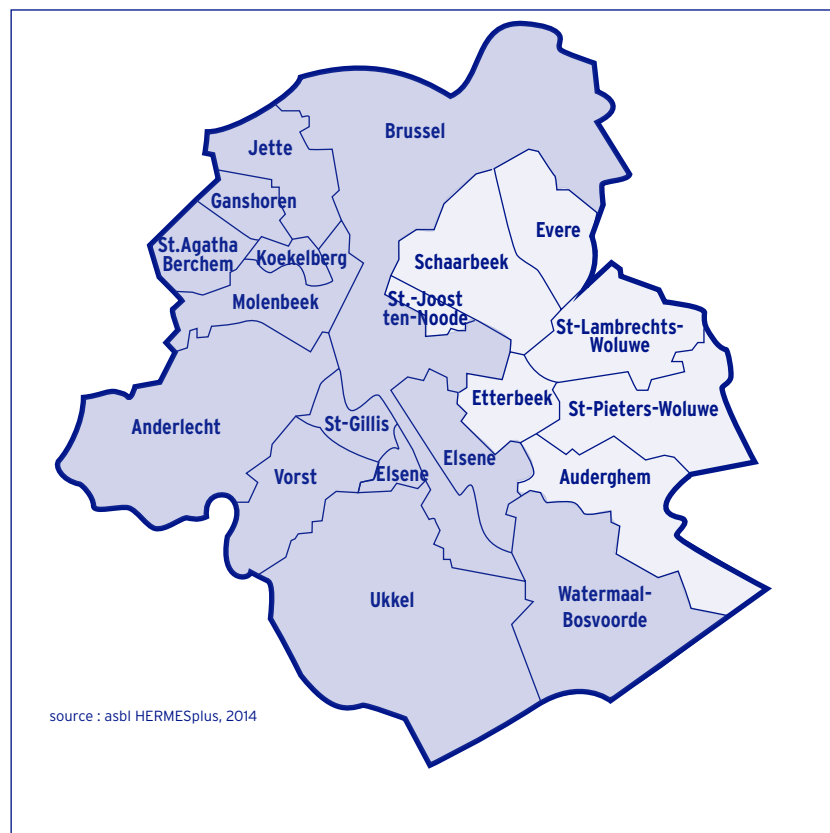 Brussel
Jette
Ganshoren
Evere
St.Agatha
Berchem
Koekelberg
Schaarbeek
Molenbeek
St.-Joost
ten-Noode
St-Lambrechts-
Woluwe
Etterbeek
St-Pieters-Woluwe
Anderlecht
St-Gillis
Elsene
Elsene
Vorst
Auderghem
Ukkel
Watermaal-
Bosvoorde
source : asbl HERMESplus, 2014